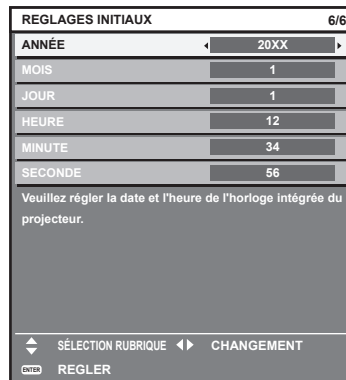 REGLAGES INITIAUX 6/6
ANNÉE 20XX
MOIS 1
JOUR 1
HEURE 12
MINUTE 34
SECONDE 56
Veuillez régler la date et l'heure de l'horloge intégrée du
projecteur.
SÉLECTION RUBRIQUE CHANGEMENT
ENTER REGLER